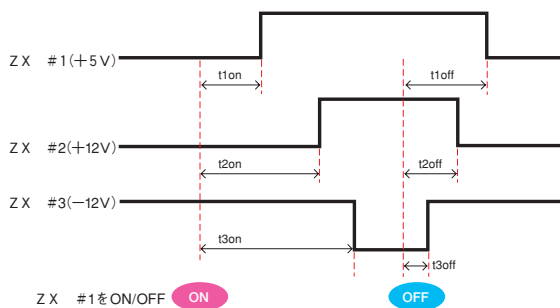 ZX #1(+5V)
t1on
t1off
ZX #2(+12V)
t2on
t2off
ZX #3(−12V)
t3on
t3off
ZX #1をON/OFF
ON
OFF